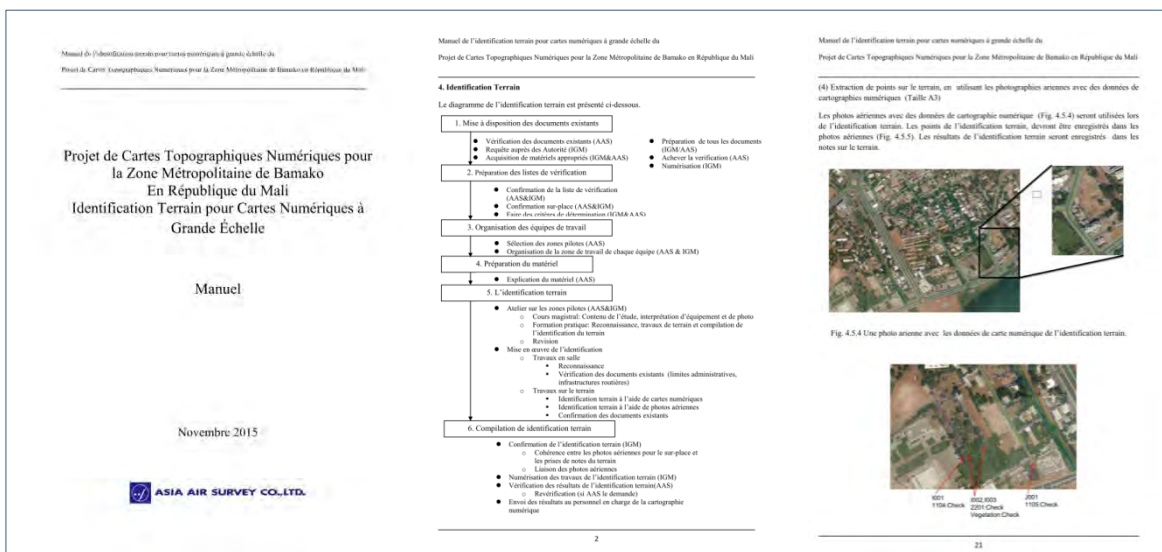 Manuel de l'identification terrain pour cartes numériques à grande échelle du
Projet de Cartes Topographiques Numériques pour la Zone Métropolitaine de Bamako en République du Mali
Projet de Cartes Topographiques Numériques pour
la Zone Métropolitaine de Bamako
En République du Mali
Identification Terrain pour Cartes Numériques à
Grande Échelle
Manuel
Novembre 2015
ASIA AIR SURVEY CO.,LTD.
Manuel de l'identification terrain pour cartes numériques à grande échelle du
Projet de Cartes Topographiques Numériques pour la Zone Métropolitaine de Bamako en République du Mali
4. Identification Terrain
Le diagramme de l'identification terrain est présenté ci-dessous.
1. Mise à disposition des documents existants
● Vérification des documents existants (AAS)
● Requête auprès des Autorité (IGM)
● Acquisition de matériels appropriés (IGM&AAS)
● Préparation de tous les documents
(IGM/AAS)
● Achever la verification (AAS)
● Numérisation (IGM)
2. Préparation des listes de vérification
● Confirmation de la liste de vérification
(AAS&IGM)
● Confirmation sur-place (AAS&IGM)
● Faire des critères de détermination (IGM&AAS)
3. Organisation des équipes de travail
● Sélection des zones pilotes (AAS)
● Organisation de la zone de travail de chaque équipe (AAS & IGM)
4. Préparation du matériel
● Explication du matériel (AAS)
5. L'identification terrain
● Atelier sur les zones pilotes (AAS&IGM)
○ Cours magistral: Contenu de l'étude, interprétation d'équipement et de photo
○ Formation pratique: Reconnaissance, travaux de terrain et compilation de
l'identification du terrain
○ Revision
● Mise en œuvre de l'identification
○ Travaux en salle
▪ Reconnaissance
▪ Vérification des documents existants (limites administratives,
infrastructures routières)
○ Travaux sur le terrain
▪ Identification terrain à l'aide de cartes numériques
▪ Identification terrain à l'aide de photos aériennes
▪ Confirmation des documents existants
6. Compilation de identification terrain
● Confirmation de l'identification terrain (IGM)
○ Cohérence entre les photos aériennes pour le sur-place et
les prises de notes du terrain
○ Liaison des photos aériennes
● Numérisation des travaux de l'identification terrain (IGM)
● Vérification des résultats de l'identification terrain(AAS)
○ Revérification (si AAS le demande)
● Envoi des résultats au personnel en charge de la cartographie
numérique
2
Manuel de l'identification terrain pour cartes numériques à grande échelle du
Projet de Cartes Topographiques Numériques pour la Zone Métropolitaine de Bamako en République du Mali
(4) Extraction de points sur le terrain, en utilisant les photographies ariennes avec des données de
cartographies numériques (Taille A3)
Les photos aériennes avec des données de cartographie numérique (Fig. 4.5.4) seront utilisées lors
de l'identification terrain. Les points de l'identification terrain, devront être enregistrés dans les
photos aériennes (Fig. 4.5.5). Les résultats de l'identification terrain seront enregistrés dans les
notes sur le terrain.
Fig. 4.5.4 Une photo arienne avec les données de carte numérique de l'identification terrain.
I001
1104:Check
I002,I003
2201:Check
Vegetation:Check
J001
1105:Check
21